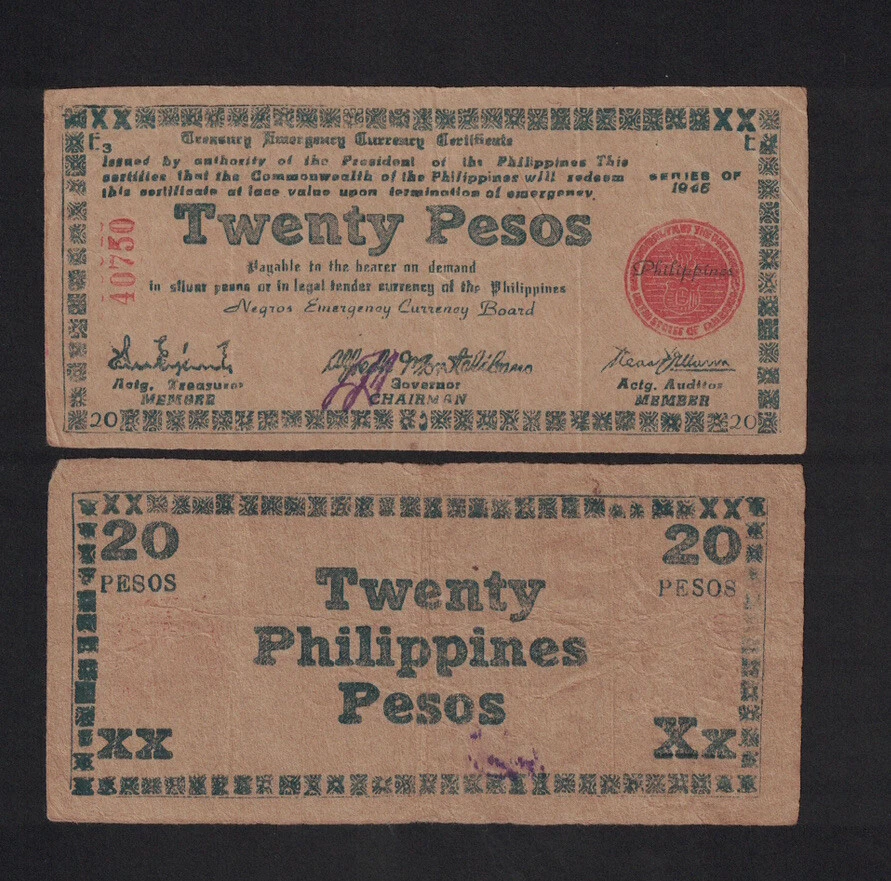 XX XX
E3 E
Treasury Emergency Currency Certificate
Issued by authority of the President of the Philippines This
certifies that the Commonwealth of the Philippines will redeem
this certificate at face value upon termination of emergency.
SERIES OF
1945
Twenty Pesos
40750
Payable to the bearer on demand
in silver pesos or in legal tender currency of the Philippines
Negros Emergency Currency Board
Philippines
Actg. Treasurer
MEMBER
Governor
CHAIRMAN
Actg. Auditor
MEMBER
20 20
XX XX
20 20
PESOS PESOS
Twenty
Philippines
Pesos
XX Xx